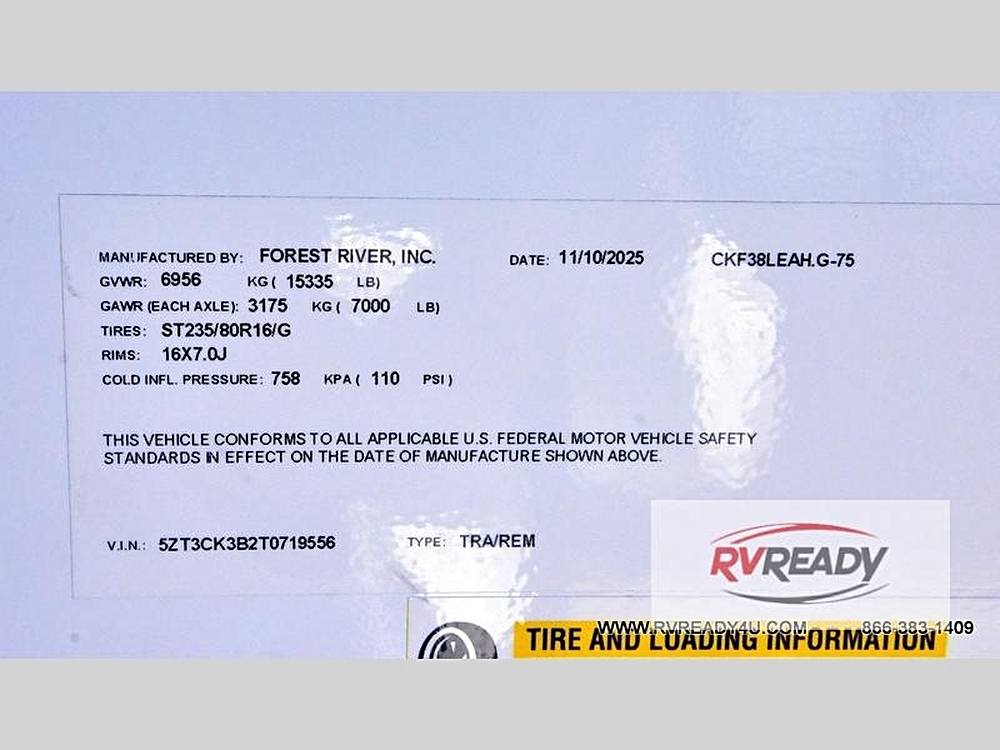 MANUFACTURED BY: FOREST RIVER, INC. DATE: 11/10/2025 CKF38LEAH.G-75
GVWR: 6956 KG ( 15335 LB)
GAWR (EACH AXLE): 3175 KG ( 7000 LB)
TIRES: ST235/80R16/G
RIMS: 16X7.0J
COLD INFL. PRESSURE: 758 KPA ( 110 PSI )
THIS VEHICLE CONFORMS TO ALL APPLICABLE U.S. FEDERAL MOTOR VEHICLE SAFETY
STANDARDS IN EFFECT ON THE DATE OF MANUFACTURE SHOWN ABOVE.
V.I.N.: 5ZT3CK3B2T0719556 TYPE: TRA/REM
RVREADY
WWW.RVREADY4U.COM 866-383-1409
TIRE AND LOADING INFORMATION